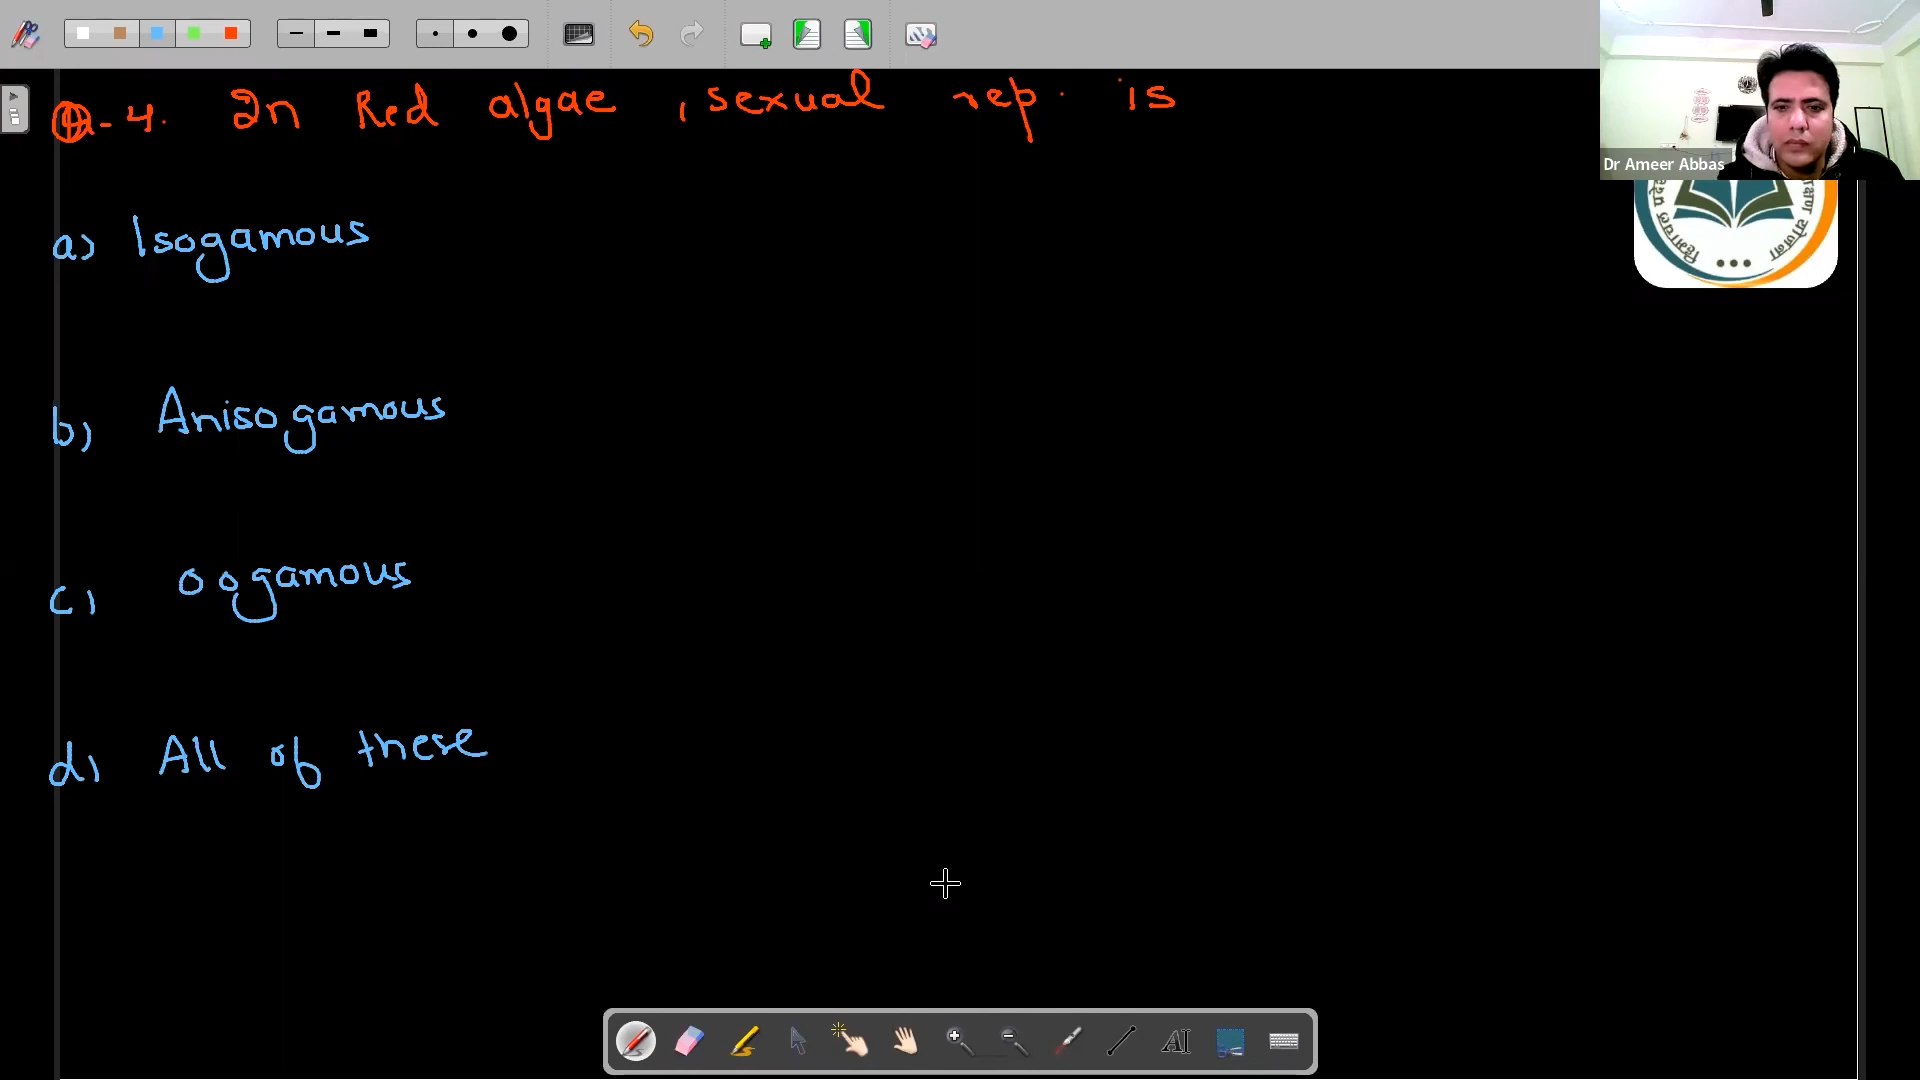 Q-4. In Red algae , sexual rep. is
a) Isogamous
b) Anisogamous
c) oogamous
d) All of these
Dr Ameer Abbas